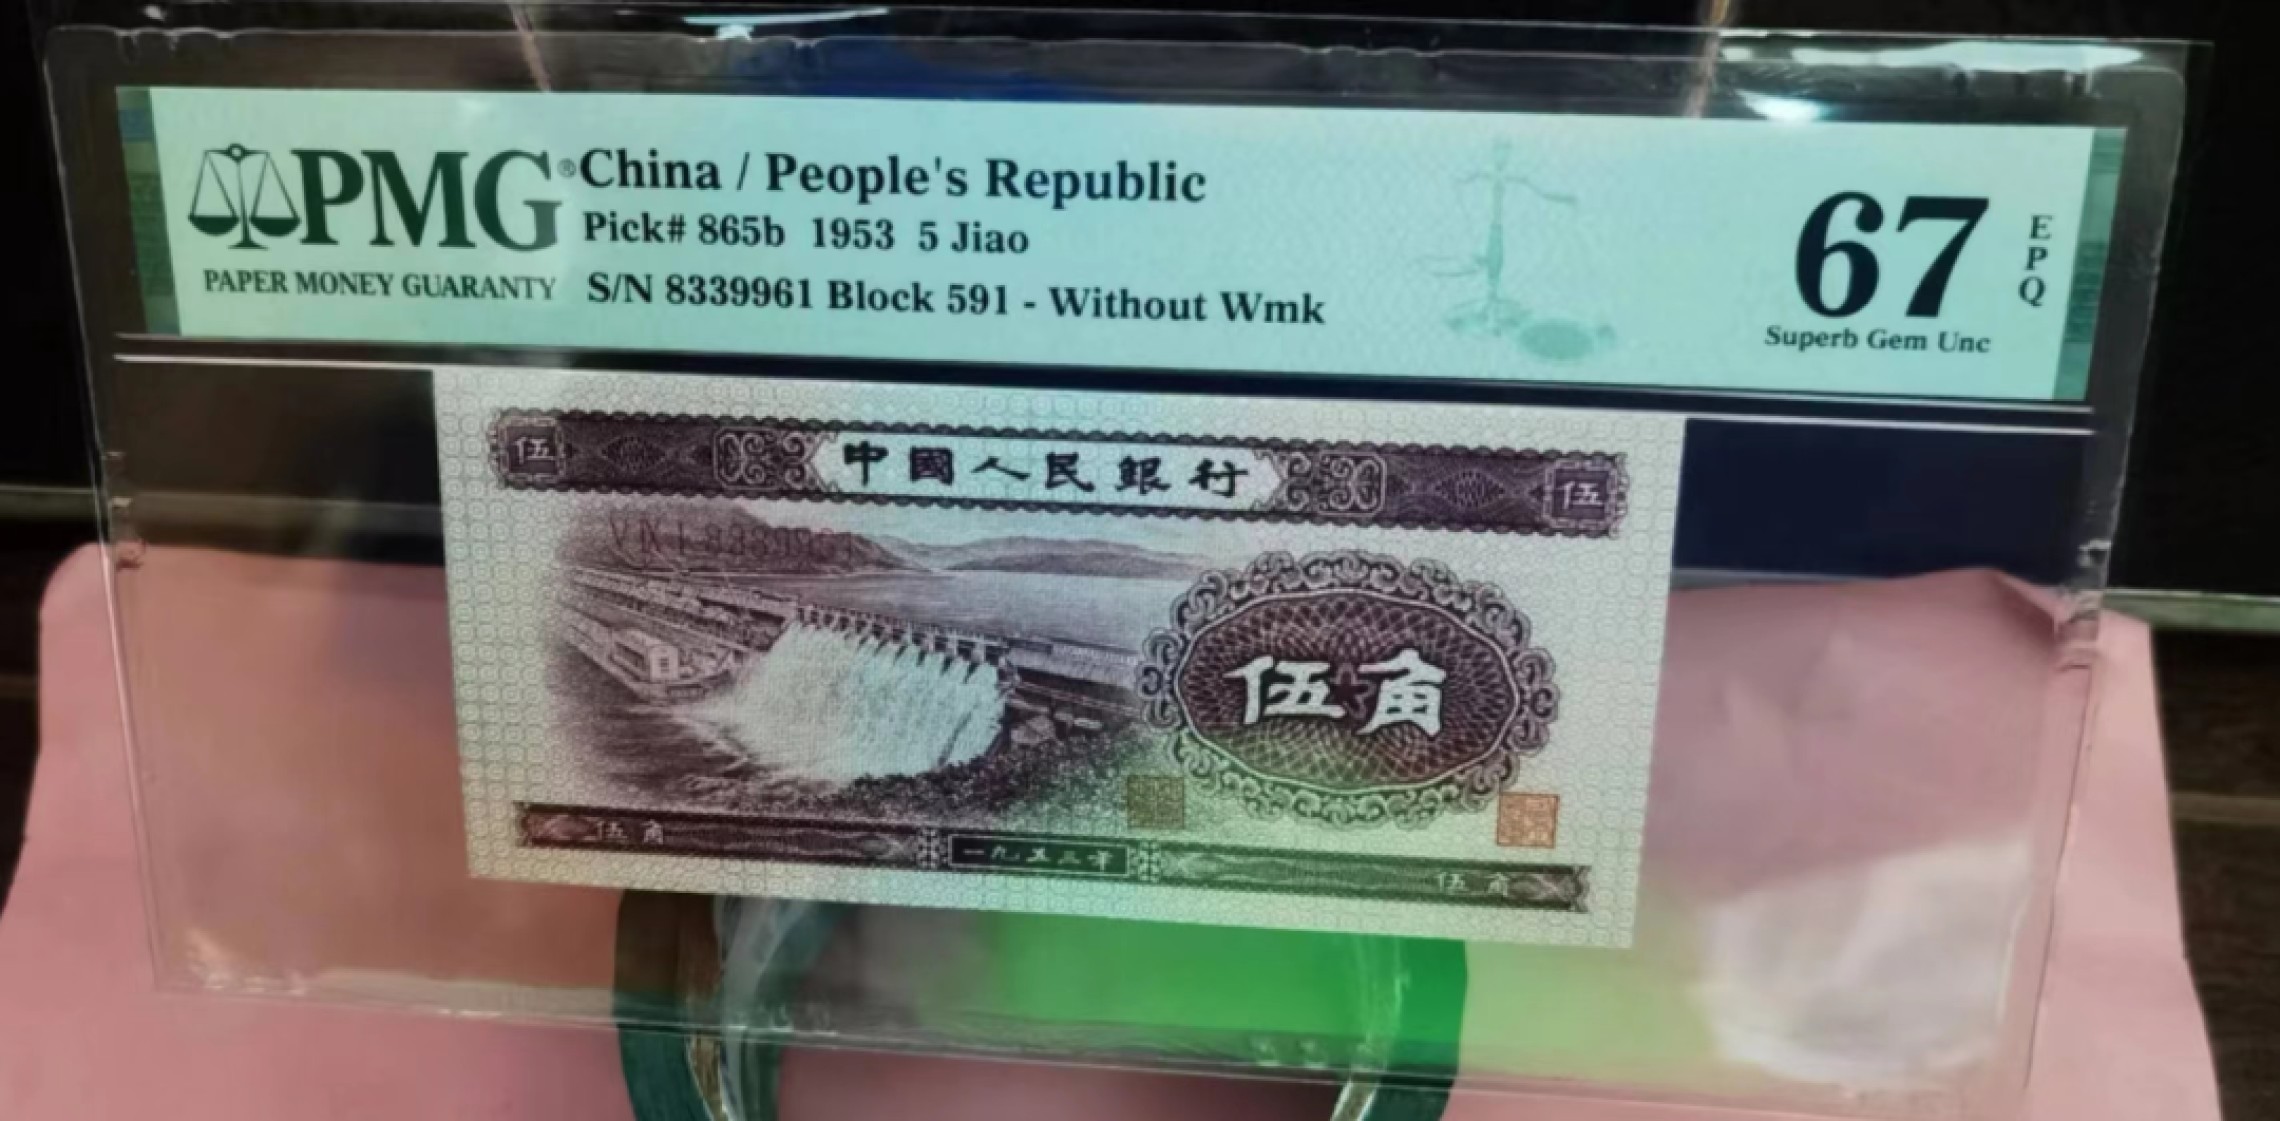 PMG®
PAPER MONEY GUARANTY
China / People's Republic
Pick# 865b 1953 5 Jiao
S/N 8339961 Block 591 - Without Wmk
67
EPQ
Superb Gem Unc
伍
中國人民銀行
伍
伍角
伍角
一九五三年
伍角